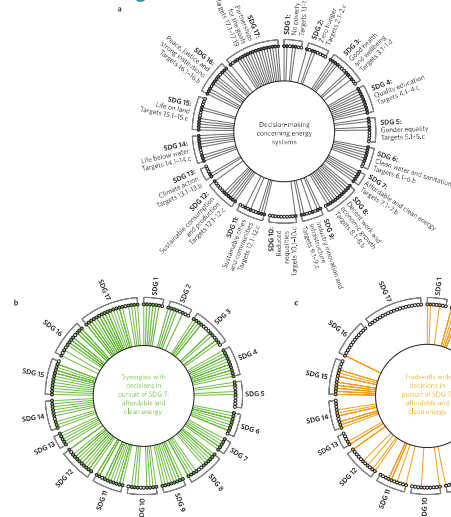 a
SDG 1:
No poverty
Targets 1.1–1.
SDG 2:
Zero hunger
Targets 2.1–2.c
SDG 3:
Good health
and wellbeing
Targets 3.1–3.d
SDG 4:
Quality education
Targets 4.1–4.c
SDG 5:
Gender equality
Targets 5.1–5.c
SDG 6:
Clean water and sanitation
Targets 6.1–6.b
SDG 7:
Affordable and clean energy
Targets 7.1–7.b
SDG 8:
Decent work and
economic growth
Targets 8.1–8.b
SDG 9:
Industry innovation and
infrastructure
Targets 9.1–9.c
SDG 10:
Reduced
inequalities
Targets 10.1–10.c
SDG 11:
Sustainable cities
and communities
Targets 12.1–12.c
SDG 12:
Sustainable consumption
and production
Targets 12.1–12.c
SDG 13:
Climate action
Targets 13.1–13.b
SDG 14:
Life below water
Targets 14.1–14.c
SDG 15:
Life on land
Targets 15.1–15.c
SDG 16:
Peace, justice and
strong institutions
Targets 16.1–16.b
SDG 17:
Partnerships
for the goals
Targets 17.1–17.19
Decision-making
concerning energy
systems
b
SDG 1
SDG 2
SDG 3
SDG 4
SDG 5
SDG 6
SDG 7
SDG 8
SDG 9
SDG 10
SDG 11
SDG 12
SDG 13
SDG 14
SDG 15
SDG 16
SDG 17
Synergies with
decisions in
pursuit of SDG 7:
affordable and
clean energy
c
SDG 1
SDG 10
SDG 11
SDG 12
SDG 13
SDG 14
SDG 15
SDG 16
SDG 17
Trade-offs with
decisions in
pursuit of SDG 7
affordable and
clean energy